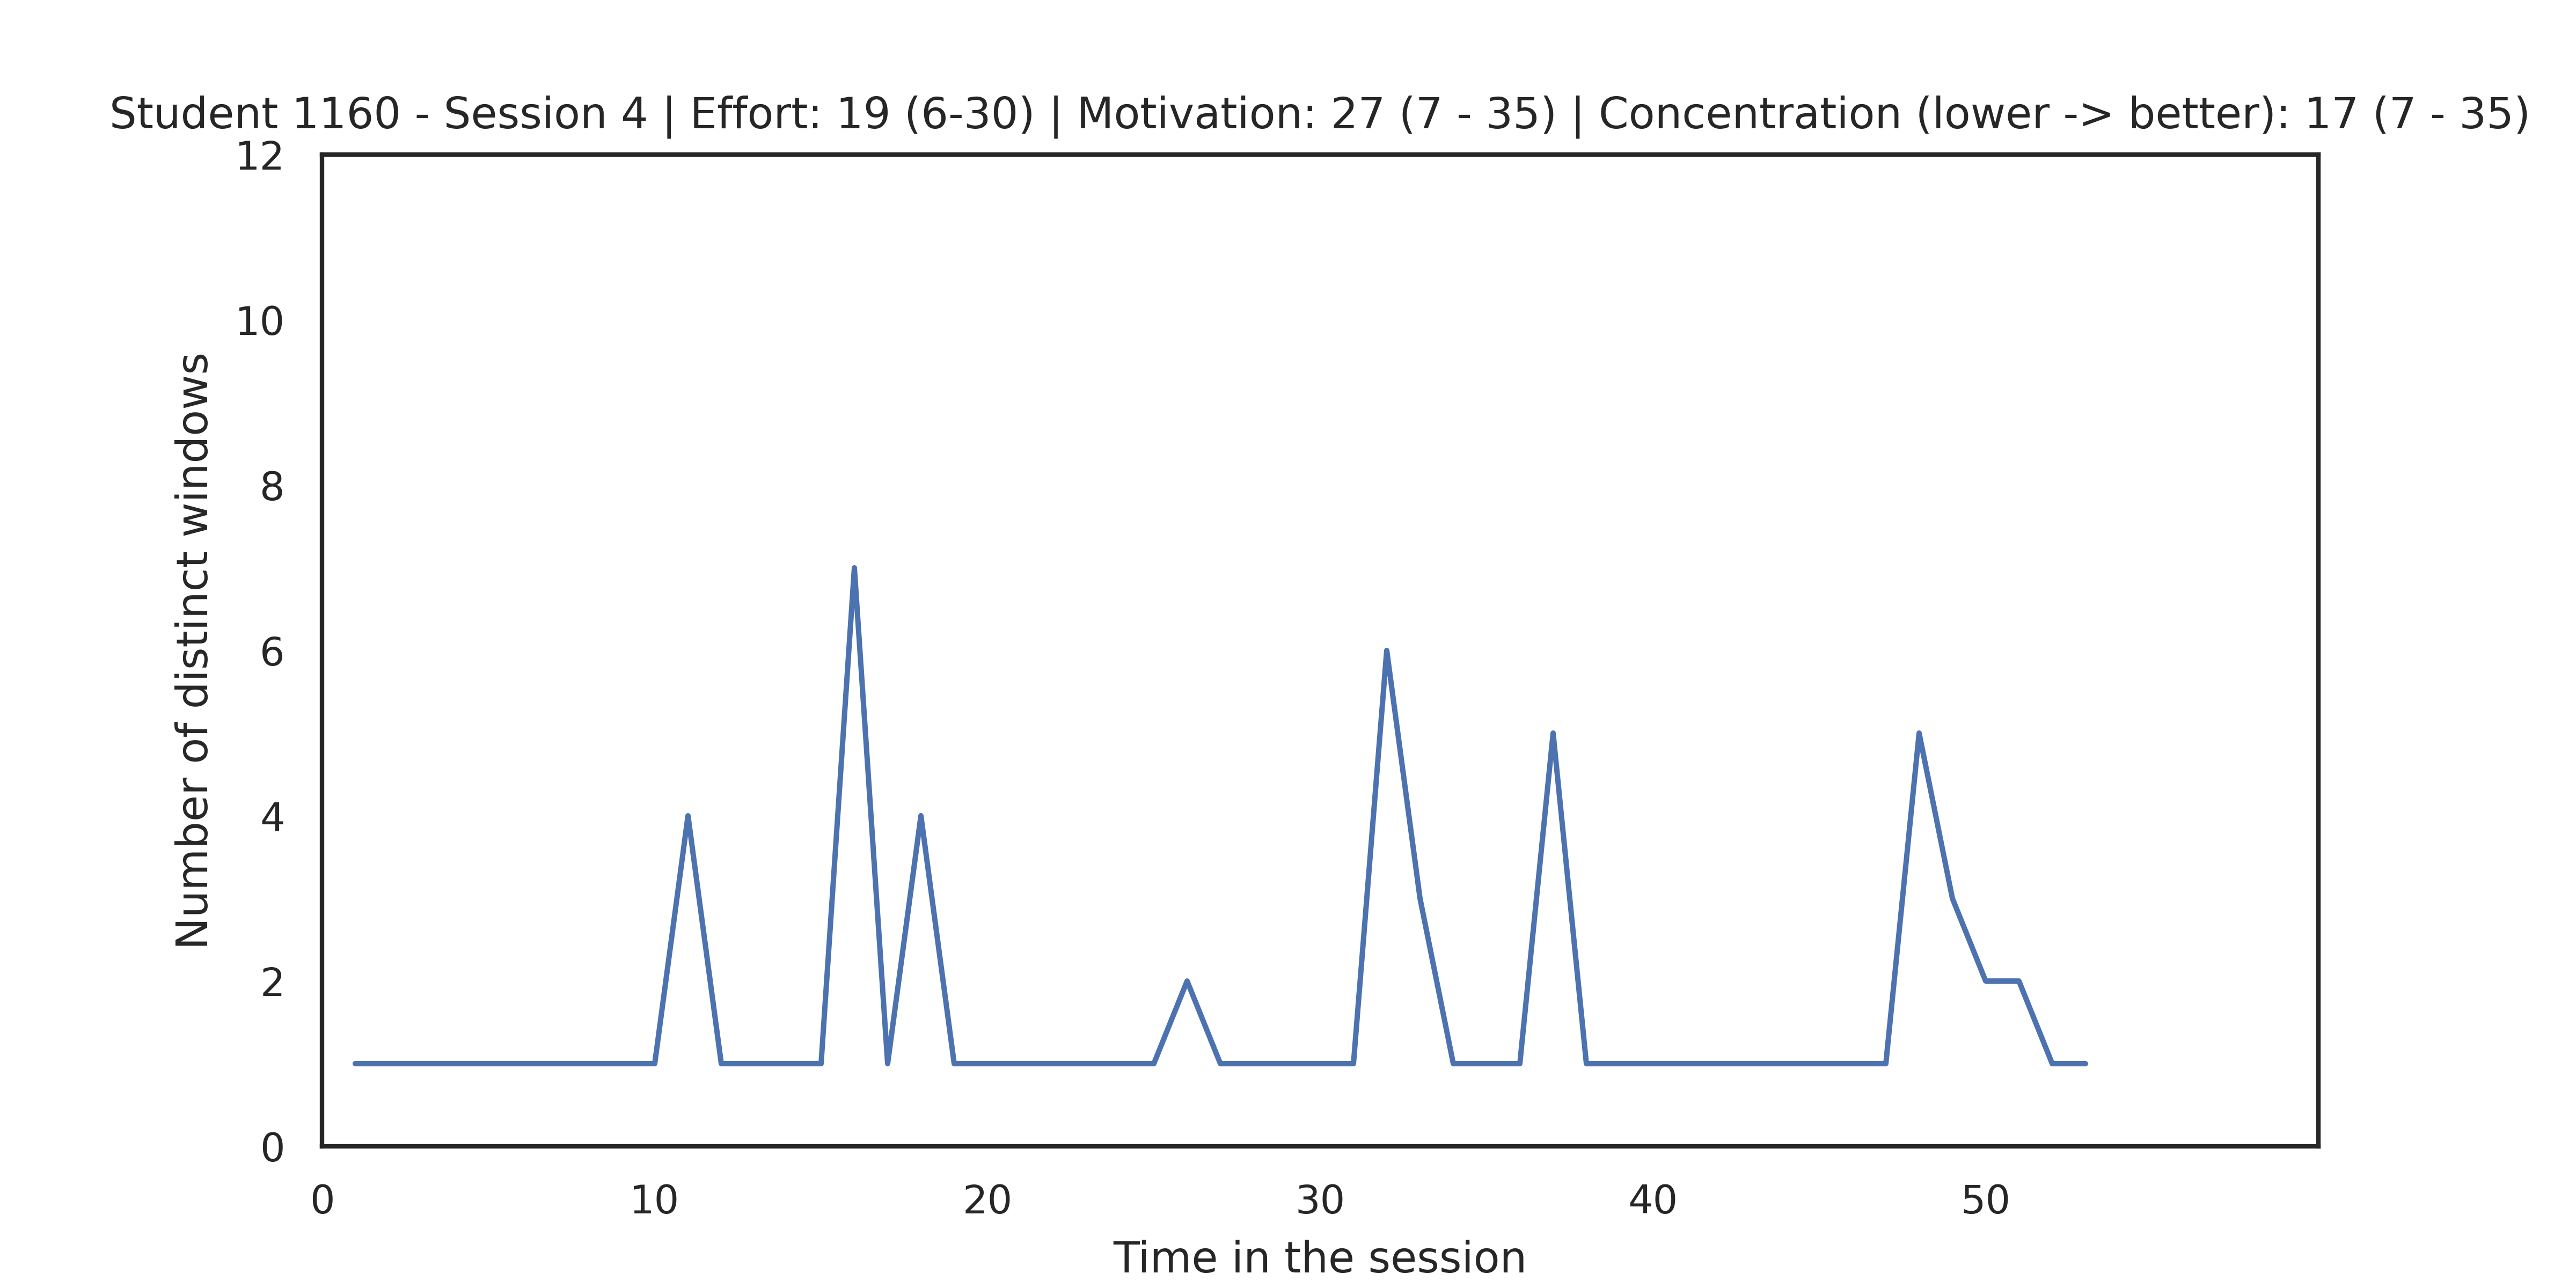 Student 1160 - Session 4 | Effort: 19 (6-30) | Motivation: 27 (7 - 35) | Concentration (lower -> better): 17 (7 - 35)
12
10
8
6
4
2
0
Number of distinct windows
0 10 20 30 40 50
Time in the session